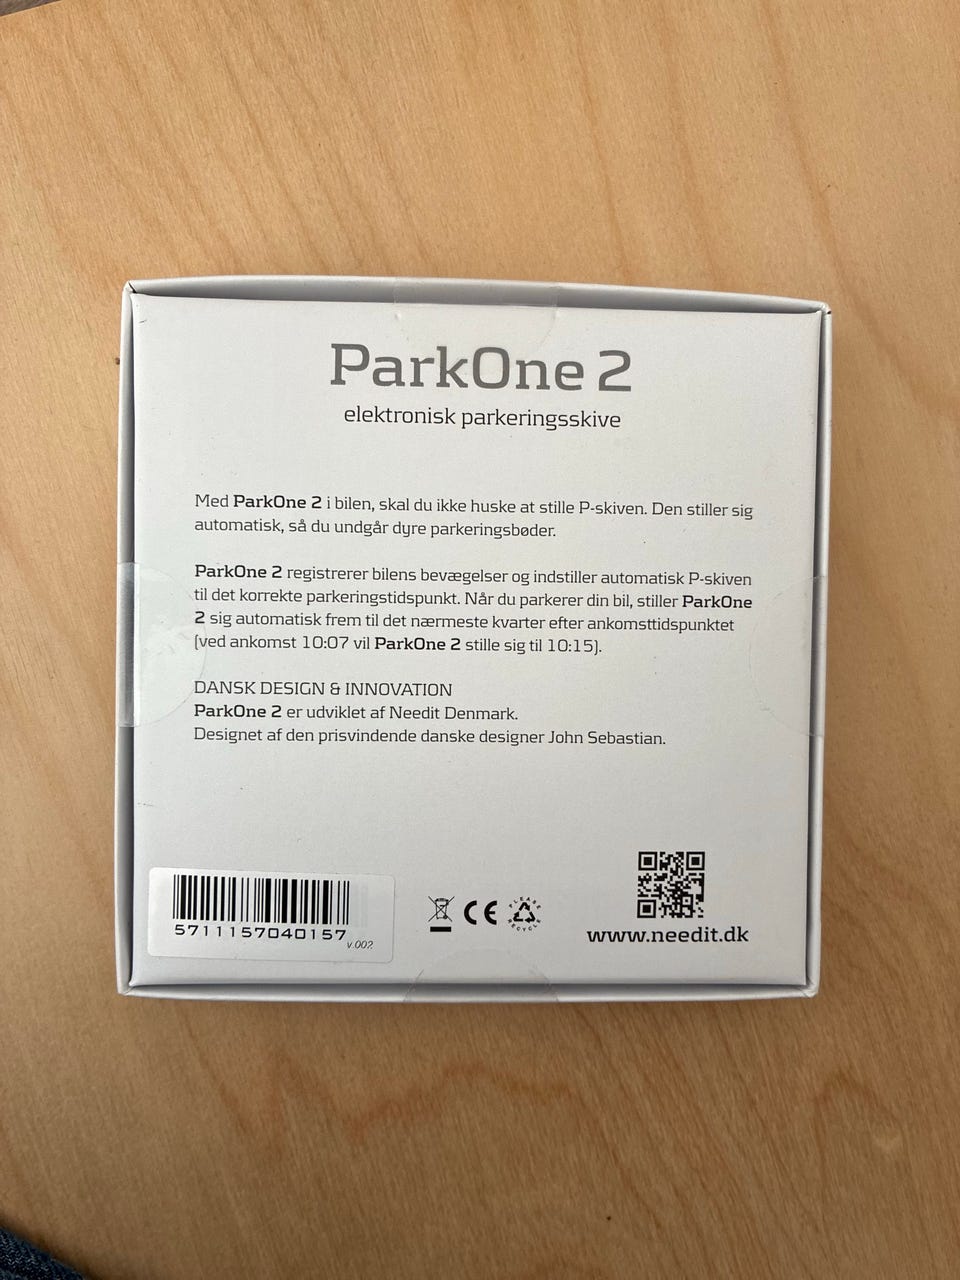 ParkOne 2
elektronisk parkeringsskive
Med ParkOne 2 i bilen, skal du ikke huske at stille P-skiven. Den stiller sig
automatisk, så du undgår dyre parkeringsbøder.
ParkOne 2 registrerer bilens bevægelser og indstiller automatisk P-skiven
til det korrekte parkeringstidspunkt. Når du parkerer din bil, stiller ParkOne
2 sig automatisk frem til det nærmeste kvarter efter ankomsttidspunktet
(ved ankomst 10:07 vil ParkOne 2 stille sig til 10:15).
DANSK DESIGN & INNOVATION
ParkOne 2 er udviklet af Needit Denmark.
Designet af den prisvindende danske designer John Sebastian.
5711157040157
v.002
CE
PLEASE
RECYCLE
www.needit.dk